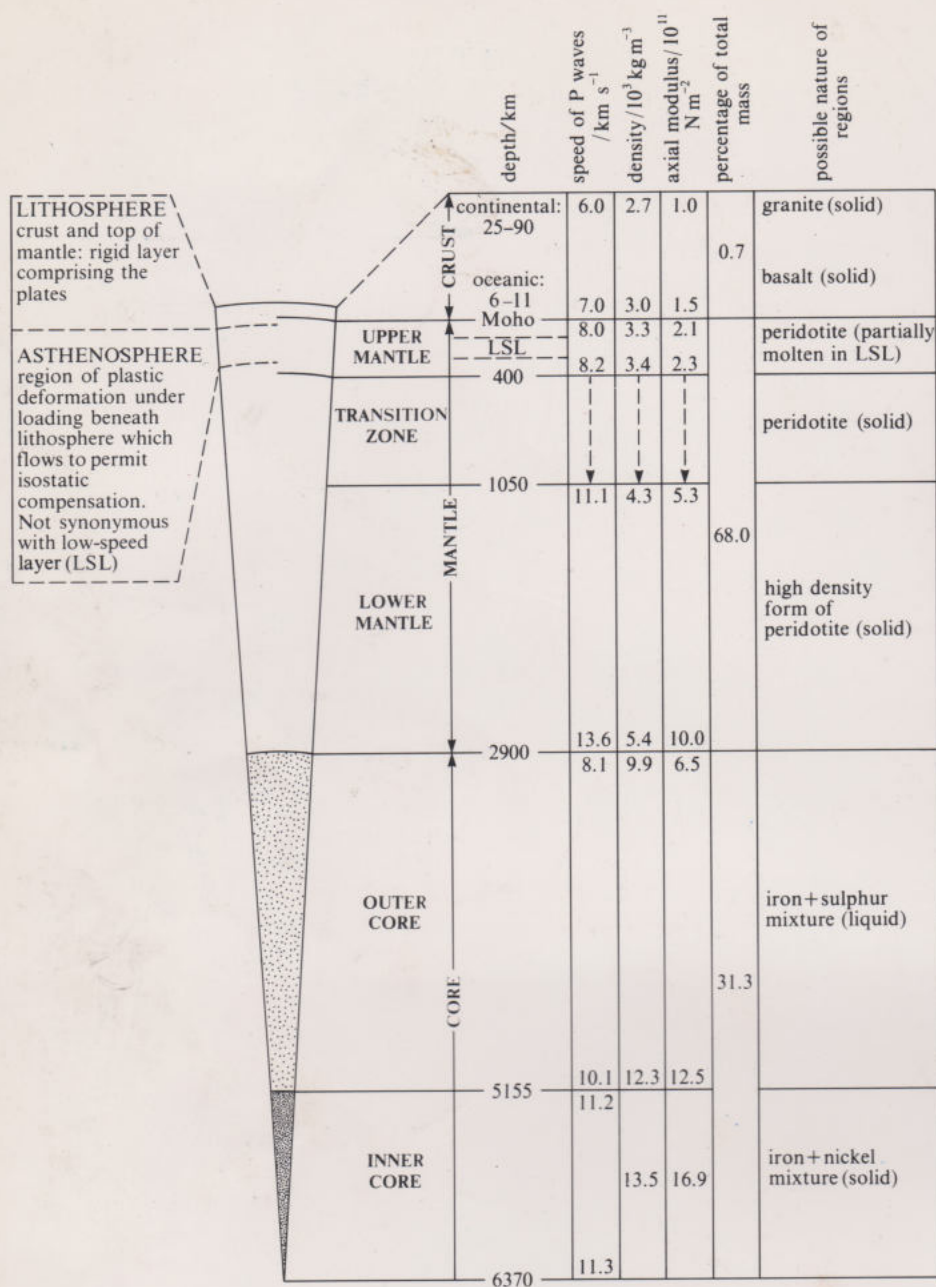 depth/km
speed of P waves
/km s⁻¹
density/10³ kg m⁻³
axial modulus/10¹¹
N m⁻²
percentage of total
mass
possible nature of
regions
LITHOSPHERE
crust and top of
mantle: rigid layer
comprising the
plates
ASTHENOSPHERE
region of plastic
deformation under
loading beneath
lithosphere which
flows to permit
isostatic
compensation.
Not synonymous
with low-speed
layer (LSL)
CRUST
continental: 6.0 2.7 1.0 granite (solid)
25–90
0.7
oceanic: basalt (solid)
6–11 7.0 3.0 1.5
Moho
MANTLE
UPPER
MANTLE
8.0 3.3 2.1 peridotite (partially
LSL molten in LSL)
8.2 3.4 2.3
400
TRANSITION
ZONE
peridotite (solid)
1050
11.1 4.3 5.3
68.0
LOWER
MANTLE
high density
form of
peridotite (solid)
13.6 5.4 10.0
2900
8.1 9.9 6.5
CORE
OUTER
CORE
iron+sulphur
mixture (liquid)
31.3
10.1 12.3 12.5
5155
11.2
INNER
CORE
13.5 16.9
iron+nickel
mixture (solid)
11.3
6370